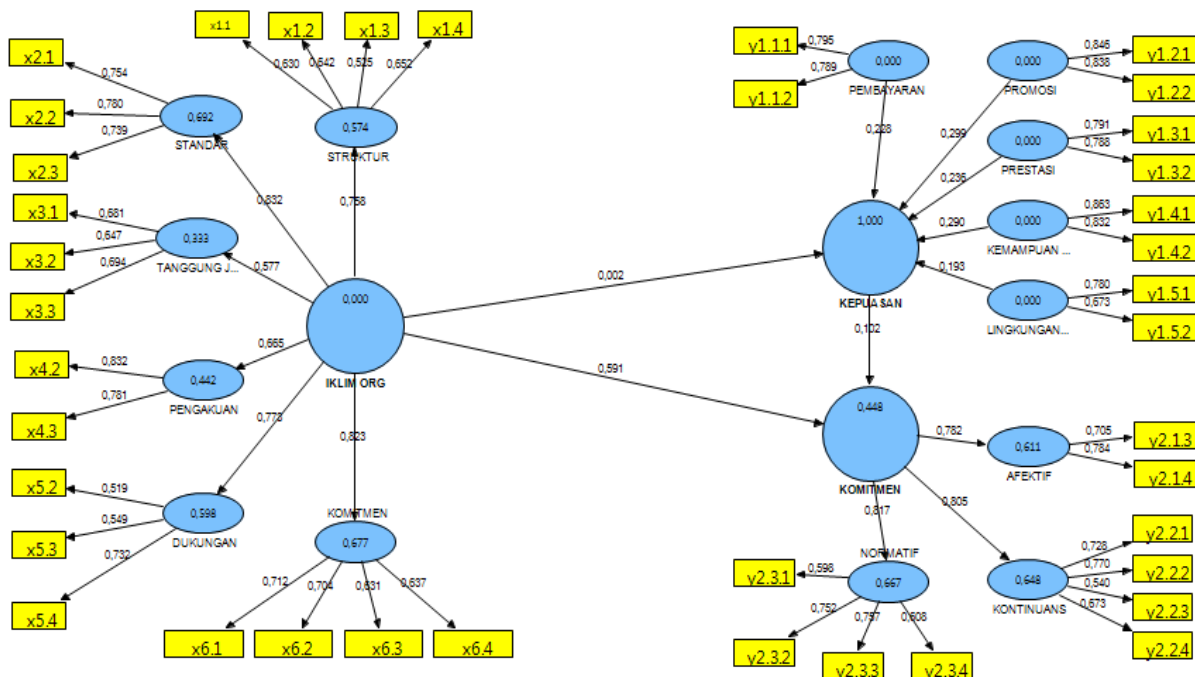 x1.1
x1.2
x1.3
x1.4
0,630
0,642
0,525
0,652
0,574
STRUKTUR
x2.1
x2.2
x2.3
0,754
0,780
0,739
0,692
STANDAR
0,832
0,758
x3.1
x3.2
x3.3
0,681
0,647
0,694
0,333
TANGGUNG J...
0,577
0,000
IKLIM ORG
x4.2
x4.3
0,832
0,781
0,442
PENGAKUAN
0,665
x5.2
x5.3
x5.4
0,519
0,549
0,732
0,598
DUKUNGAN
0,773
0,823
KOMITMEN
0,677
0,712
0,704
0,631
0,637
x6.1
x6.2
x6.3
x6.4
0,002
0,591
y1.1.1
y1.1.2
0,795
0,789
0,000
PEMBAYARAN
0,228
0,000
PROMOSI
0,846
0,838
y1.2.1
y1.2.2
0,299
0,000
PRESTASI
0,791
0,788
y1.3.1
y1.3.2
0,236
0,000
KEMAMPUAN ...
0,863
0,832
y1.4.1
y1.4.2
0,290
0,000
LINGKUNGAN...
0,780
0,673
y1.5.1
y1.5.2
0,193
1,000
KEPUASAN
0,102
0,448
KOMITMEN
0,782
0,611
AFEKTIF
0,705
0,784
y2.1.3
y2.1.4
0,805
0,648
KONTINUANS
0,728
0,770
0,540
0,673
y2.2.1
y2.2.2
y2.2.3
y2.2.4
0,817
NORMATIF
0,667
0,598
0,752
0,757
0,608
y2.3.1
y2.3.2
y2.3.3
y2.3.4